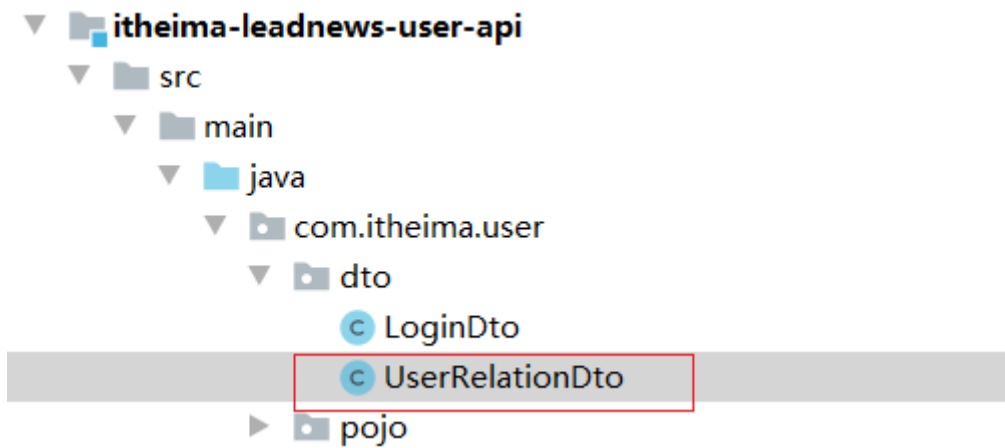 itheima-leadnews-user-api
src
main
java
com.itheima.user
dto
C LoginDto
C UserRelationDto
pojo